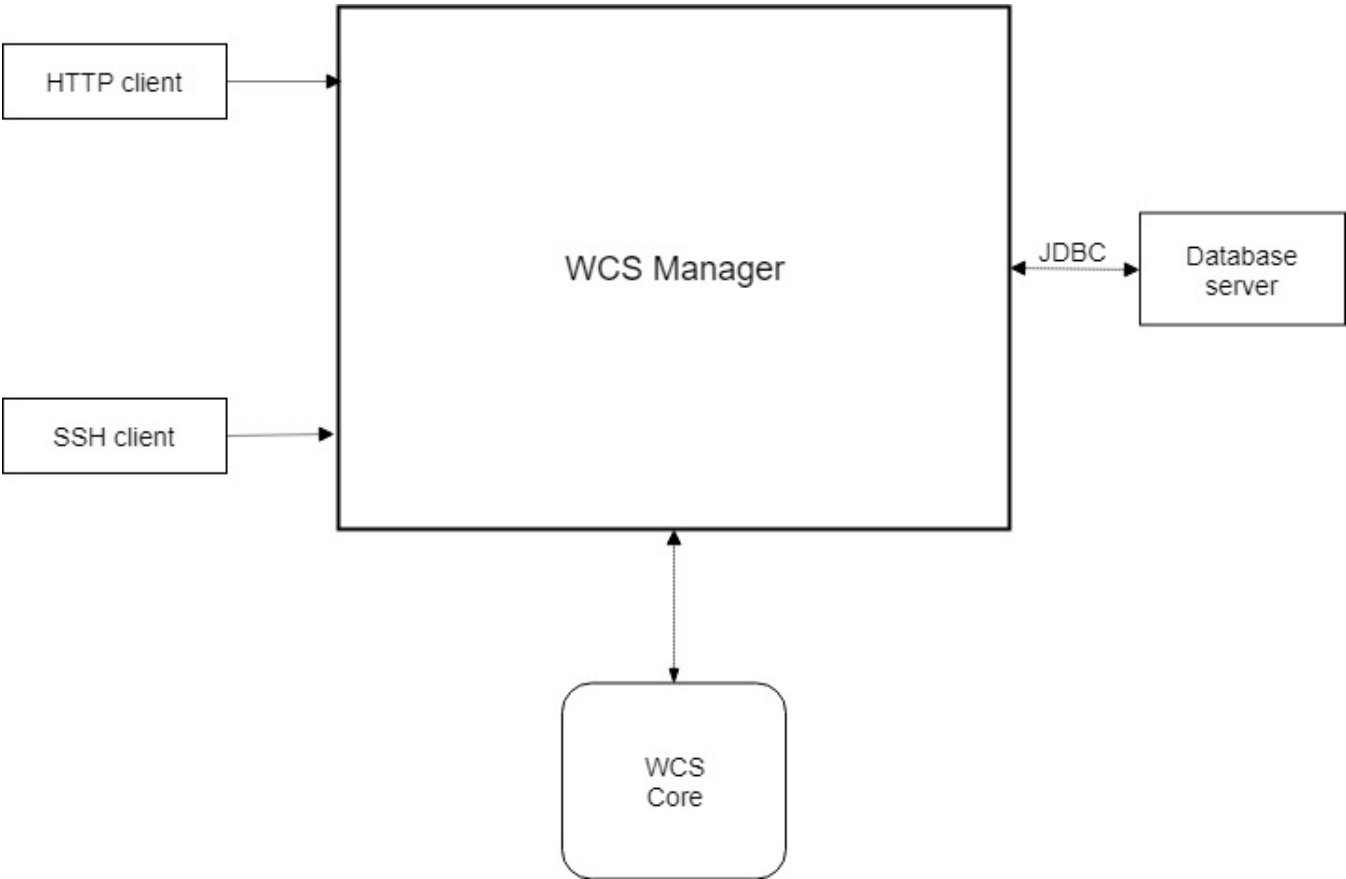 HTTP client
WCS Manager
JDBC
Database
server
SSH client
WCS
Core